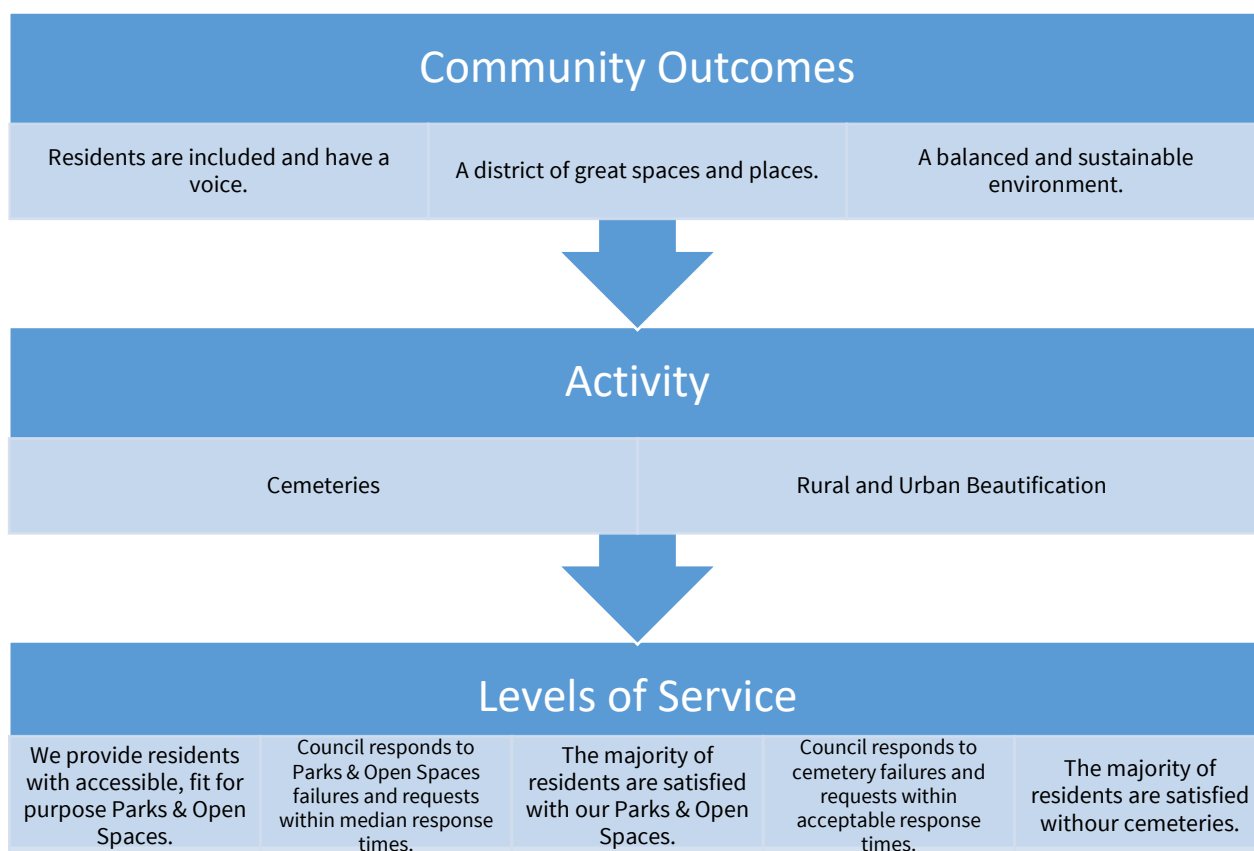 Community Outcomes
Residents are included and have a
voice.
A district of great spaces and places.
A balanced and sustainable
environment.
Activity
Cemeteries
Rural and Urban Beautification
Levels of Service
We provide residents
with accessible, fit for
purpose Parks & Open
Spaces.
Council responds to
Parks & Open Spaces
failures and requests
within median response
times.
The majority of
residents are satisfied
with our Parks & Open
Spaces.
Council responds to
cemetery failures and
requests within
acceptable response
times.
The majority of
residents are satisfied
withour cemeteries.